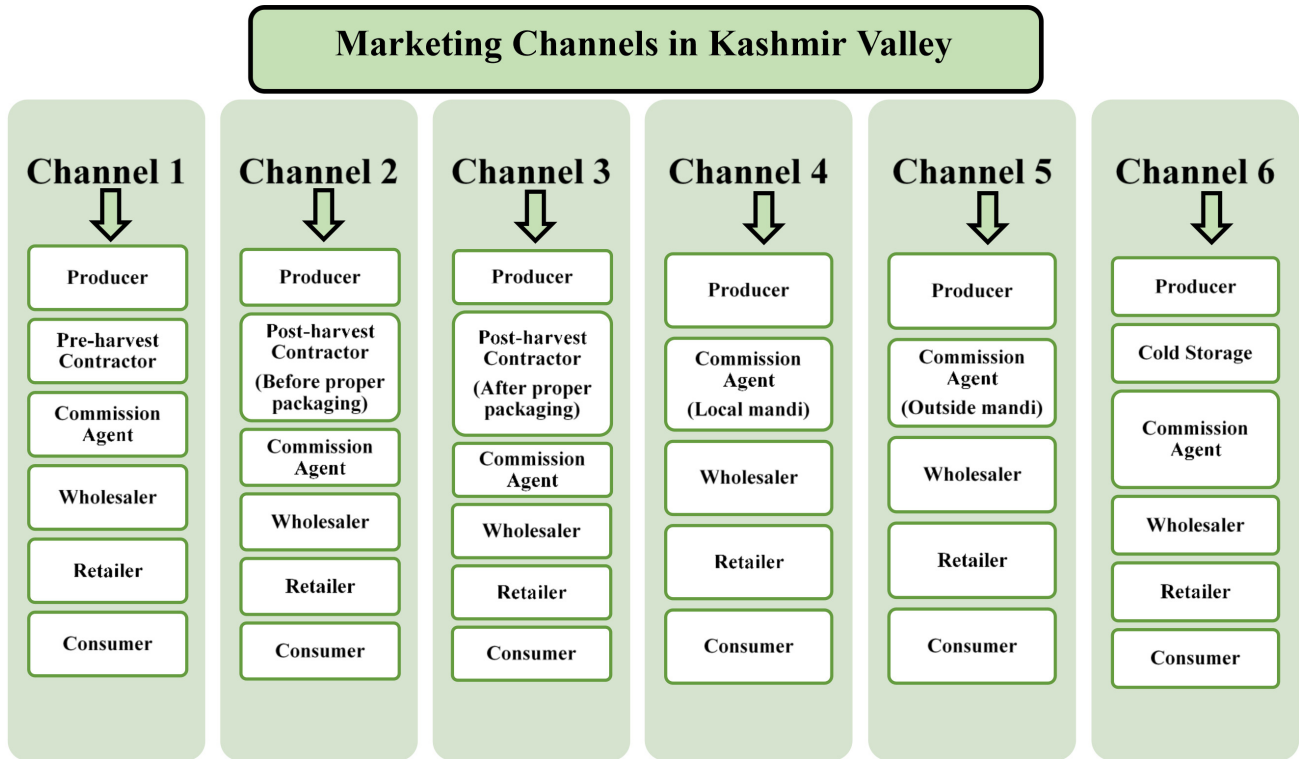 Marketing Channels in Kashmir Valley
Channel 1
Producer
Pre-harvest
Contractor
Commission
Agent
Wholesaler
Retailer
Consumer
Channel 2
Producer
Post-harvest
Contractor
(Before proper
packaging)
Commission
Agent
Wholesaler
Retailer
Consumer
Channel 3
Producer
Post-harvest
Contractor
(After proper
packaging)
Commission
Agent
Wholesaler
Retailer
Consumer
Channel 4
Producer
Commission
Agent
(Local mandi)
Wholesaler
Retailer
Consumer
Channel 5
Producer
Commission
Agent
(Outside mandi)
Wholesaler
Retailer
Consumer
Channel 6
Producer
Cold Storage
Commission
Agent
Wholesaler
Retailer
Consumer